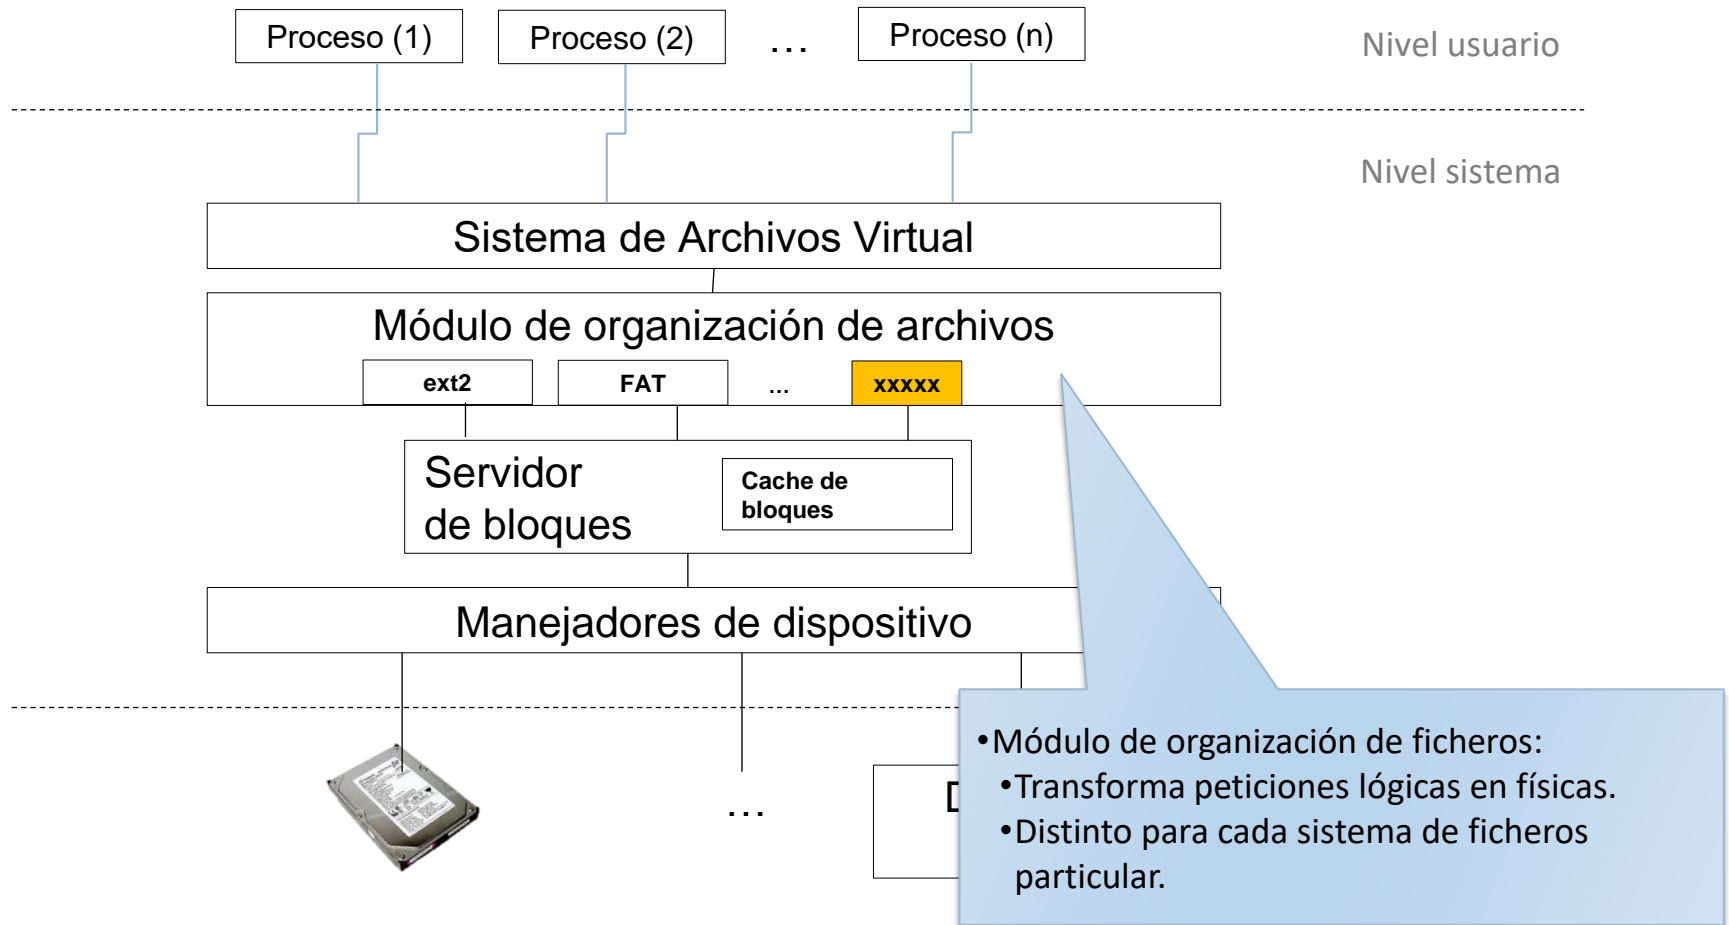 Proceso (1)
Proceso (2)
...
Proceso (n)
Nivel usuario
Nivel sistema
Sistema de Archivos Virtual
Módulo de organización de archivos
ext2
FAT
...
xxxxx
Servidor
de bloques
Cache de
bloques
Manejadores de dispositivo
...
•Módulo de organización de ficheros:
•Transforma peticiones lógicas en físicas.
•Distinto para cada sistema de ficheros
particular.